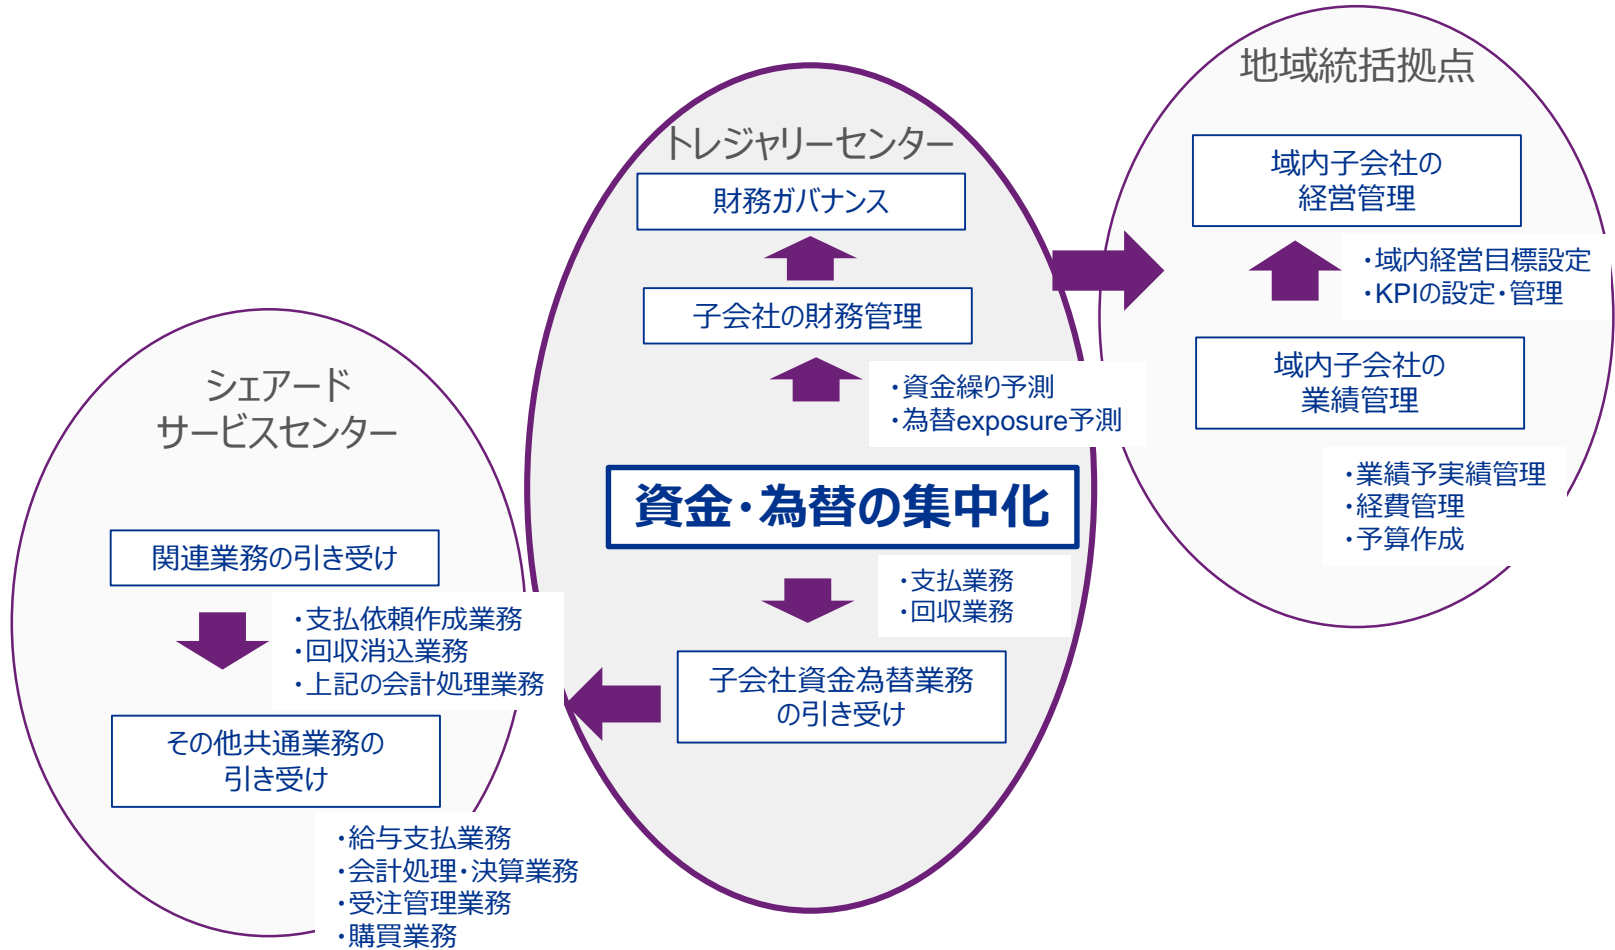 シェアード
サービスセンター
関連業務の引き受け
・支払依頼作成業務
・回収消込業務
・上記の会計処理業務
その他共通業務の
引き受け
・給与支払業務
・会計処理・決算業務
・受注管理業務
・購買業務
トレジャリーセンター
財務ガバナンス
子会社の財務管理
・資金繰り予測
・為替exposure予測
資金・為替の集中化
・支払業務
・回収業務
子会社資金為替業務
の引き受け
地域統括拠点
域内子会社の
経営管理
・域内経営目標設定
・KPIの設定・管理
域内子会社の
業績管理
・業績予実績管理
・経費管理
・予算作成